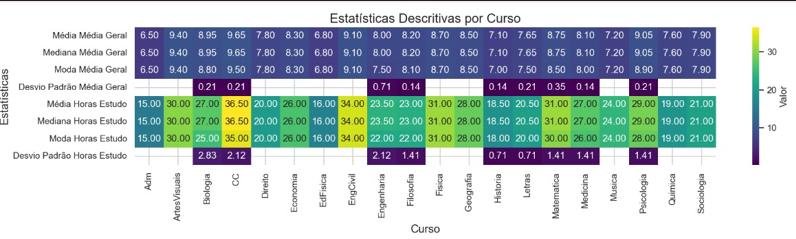 Estatísticas Descritivas por Curso
Estatísticas
Média Média Geral 6.50 9.40 8.95 9.65 7.80 8.30 6.80 9.10 8.00 8.20 8.70 8.50 7.10 7.65 8.75 8.10 7.20 9.05 7.60 7.90
Mediana Média Geral 6.50 9.40 8.95 9.65 7.80 8.30 6.80 9.10 8.00 8.20 8.70 8.50 7.10 7.65 8.75 8.10 7.20 9.05 7.60 7.90
Moda Média Geral 6.50 9.40 8.80 9.50 7.80 8.30 6.80 9.10 7.50 8.10 8.70 8.50 7.00 7.50 8.50 8.00 7.20 8.90 7.60 7.90
Desvio Padrão Média Geral 0.21 0.21 0.71 0.14 0.14 0.21 0.35 0.14 0.21
Média Horas Estudo 15.00 30.00 27.00 36.50 20.00 26.00 16.00 34.00 23.50 23.00 31.00 28.00 18.50 20.50 31.00 27.00 24.00 29.00 19.00 21.00
Mediana Horas Estudo 15.00 30.00 27.00 36.50 20.00 26.00 16.00 34.00 23.50 23.00 31.00 28.00 18.50 20.50 31.00 27.00 24.00 29.00 19.00 21.00
Moda Horas Estudo 15.00 30.00 25.00 35.00 20.00 26.00 16.00 34.00 22.00 22.00 31.00 28.00 18.00 20.00 30.00 26.00 24.00 28.00 19.00 21.00
Desvio Padrão Horas Estudo 2.83 2.12 2.12 1.41 0.71 0.71 1.41 1.41 1.41
Adm ArtesVisuais Biologia CC Direito Economia EdFisica EngCivil Engenharia Filosofia Fisica Geografia Historia Letras Matematica Medicina Musica Psicologia Quimica Sociologia
Curso
30
20
10
Valor